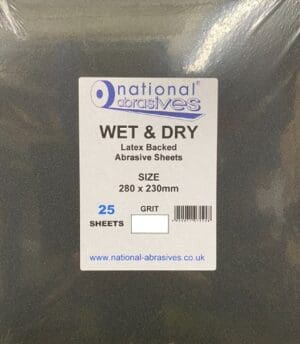 national®
abrasives
WET & DRY
Latex Backed
Abrasive Sheets
SIZE
280 x 230mm
25 GRIT
SHEETS
www.national-abrasives.co.uk